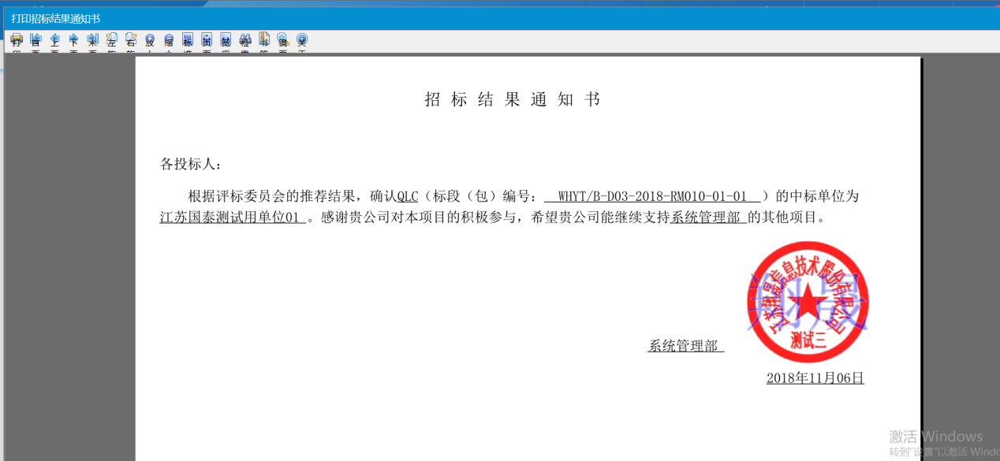 打印招标结果通知书
招标结果通知书
各投标人：
根据评标委员会的推荐结果，确认QLC（标段（包）编号： WHYT/B-D03-2018-RM010-01-01 ）的中标单位为
江苏国泰测试用单位01 。感谢贵公司对本项目的积极参与，希望贵公司能继续支持系统管理部 的其他项目。
江苏翔晟信息技术股份有限公司
翔晟
测试三
系统管理部
2018年11月06日
激活 Windows
转到"设置"以激活 Windo